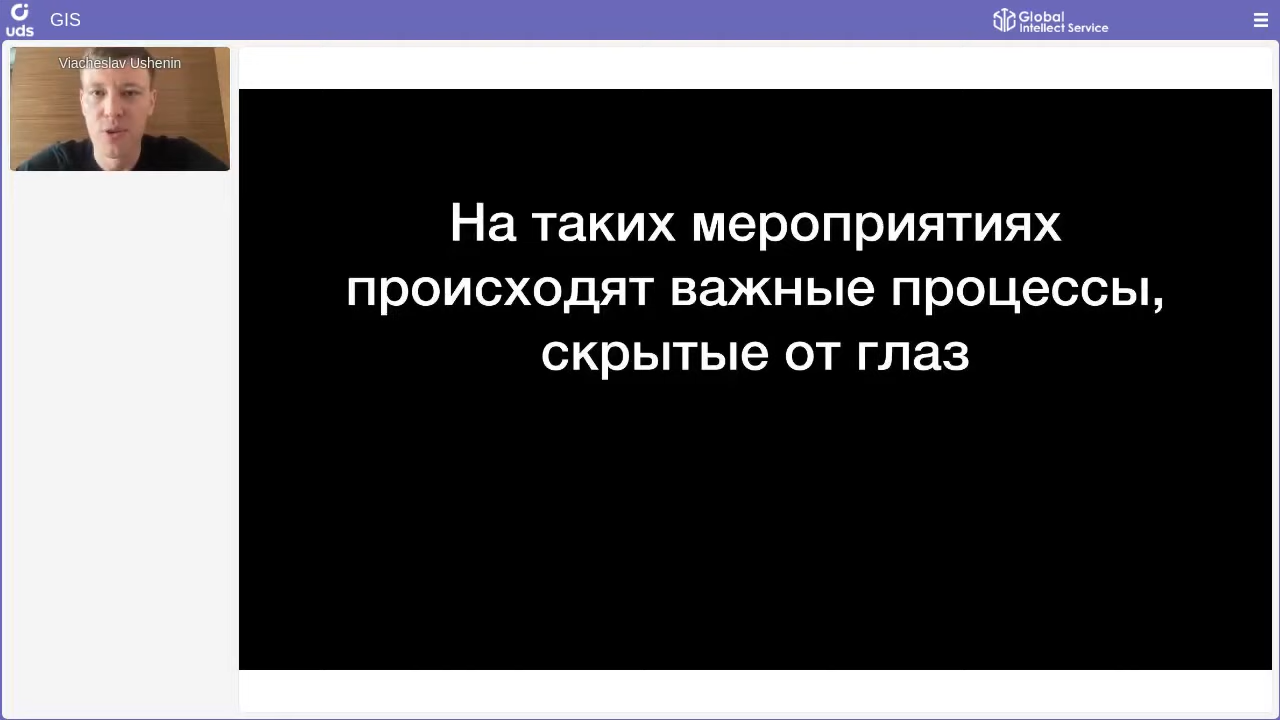 uds
GIS
Global
Intellect Service
Viacheslav Ushenin
На таких мероприятиях
происходят важные процессы,
скрытые от глаз